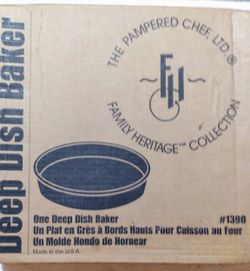 Deep Dish Baker
THE PAMPERED CHEF, LTD®
FH
FAMILY HERITAGE™ COLLECTION
One Deep Dish Baker #1390
Un Plat en Grès à Bords Hauts Pour Cuisson au Four
Un Molde Hondo de Hornear
Made in the U.S.A.